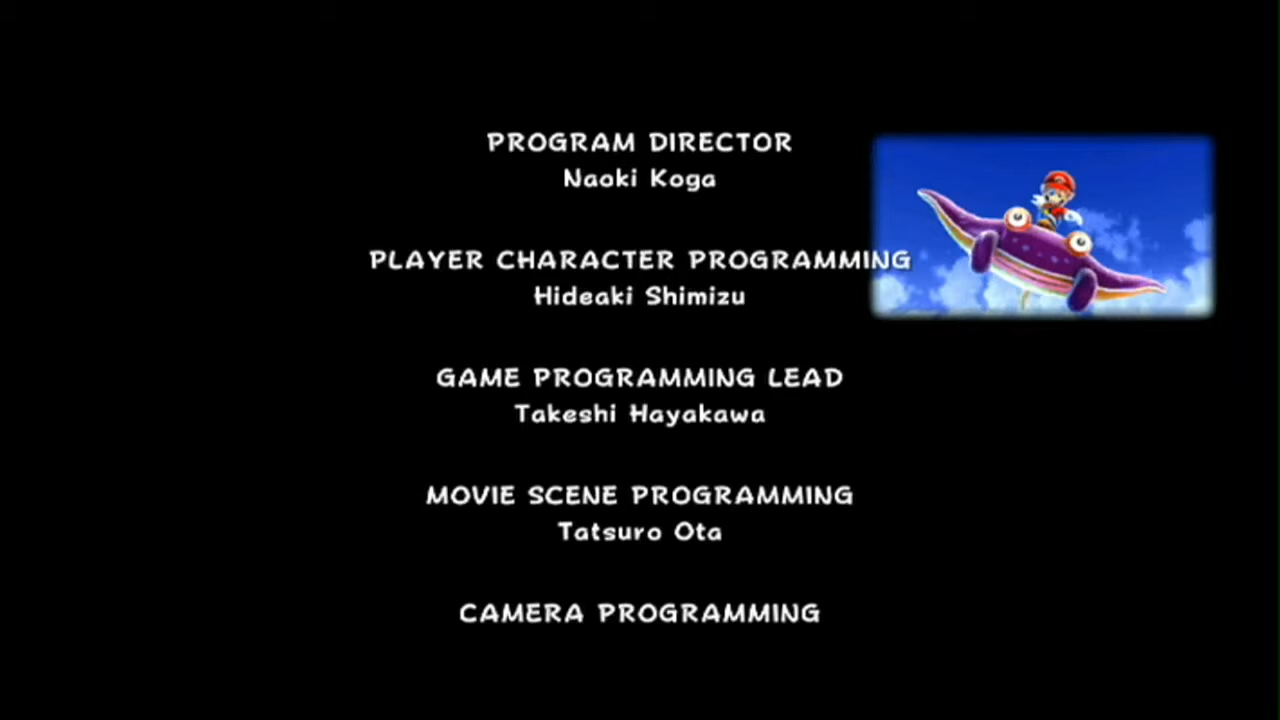 PROGRAM DIRECTOR
Naoki Koga
PLAYER CHARACTER PROGRAMMING
Hideaki Shimizu
GAME PROGRAMMING LEAD
Takeshi Hayakawa
MOVIE SCENE PROGRAMMING
Tatsuro Ota
CAMERA PROGRAMMING